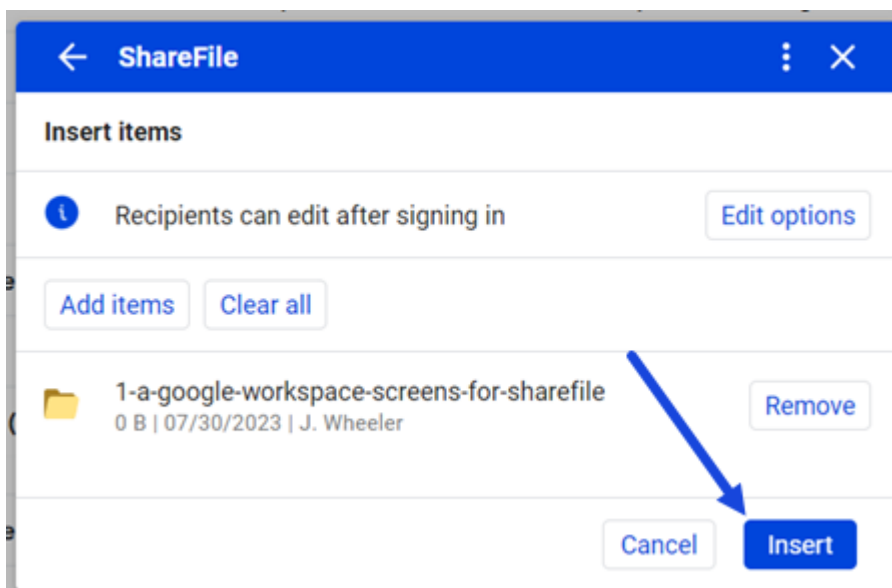 ShareFile
Insert items
Recipients can edit after signing in
Edit options
Add items
Clear all
1-a-google-workspace-screens-for-sharefile
0 B | 07/30/2023 | J. Wheeler
Remove
Cancel
Insert